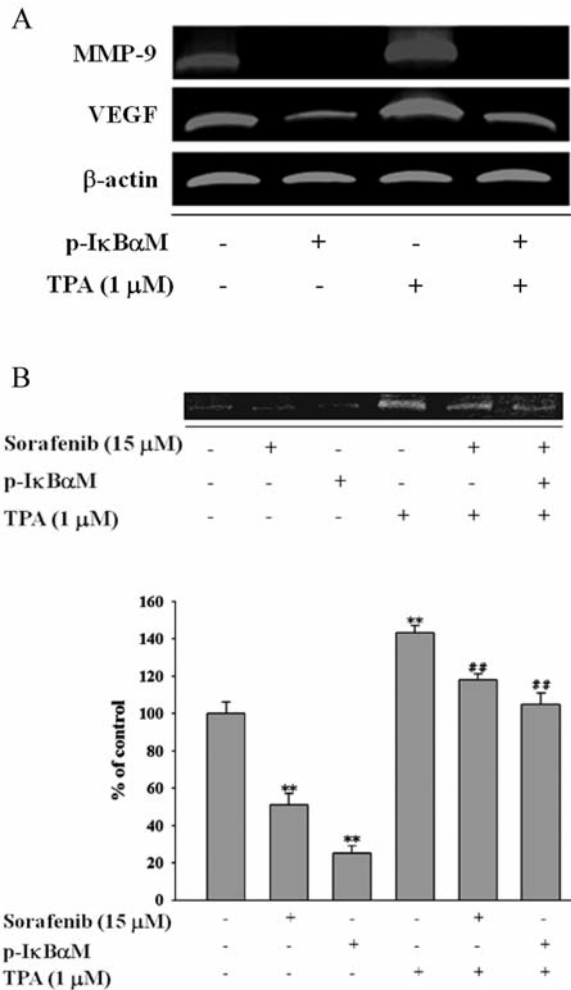 A
MMP-9
VEGF
β-actin
p-IκBαM - + - +
TPA (1 μM) - - + +
B
Sorafenib (15 μM) - + - - + +
p-IκBαM - - + - - +
TPA (1 μM) - - - + + +
160
140
120
100
80
60
40
20
0
% of control
**
**
**
##
##
Sorafenib (15 μM) - + - - + -
p-IκBαM - - + - - +
TPA (1 μM) - - - + + +